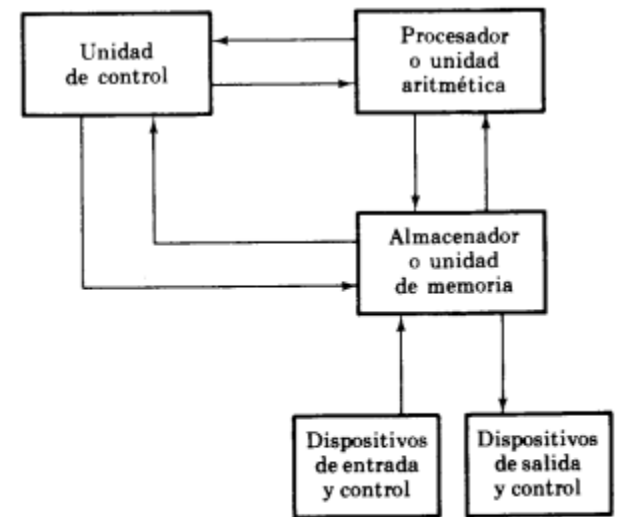 Unidad
de control
Procesador
o unidad
aritmética
Almacenador
o unidad
de memoria
Dispositivos
de entrada
y control
Dispositivos
de salida
y control